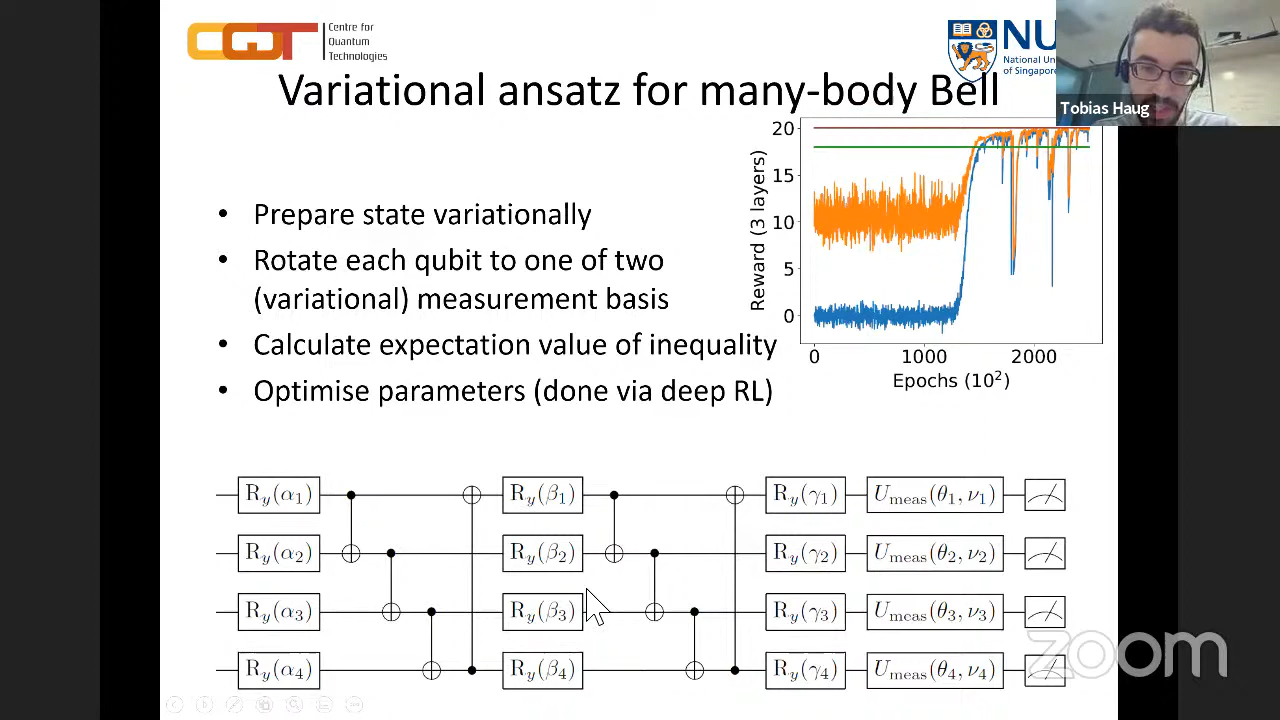 CQT
Centre for
Quantum
Technologies
NU
National Un
of Singapor
Tobias Haug
Variational ansatz for many-body Bell
• Prepare state variationally
• Rotate each qubit to one of two
(variational) measurement basis
• Calculate expectation value of inequality
• Optimise parameters (done via deep RL)
Reward (3 layers)
20
15
10
5
0
0 1000 2000
Epochs (10²)
R_y(α₁) R_y(β₁) R_y(γ₁) U_meas(θ₁, ν₁)
R_y(α₂) R_y(β₂) R_y(γ₂) U_meas(θ₂, ν₂)
R_y(α₃) R_y(β₃) R_y(γ₃) U_meas(θ₃, ν₃)
R_y(α₄) R_y(β₄) R_y(γ₄) U_meas(θ₄, ν₄)
zoom